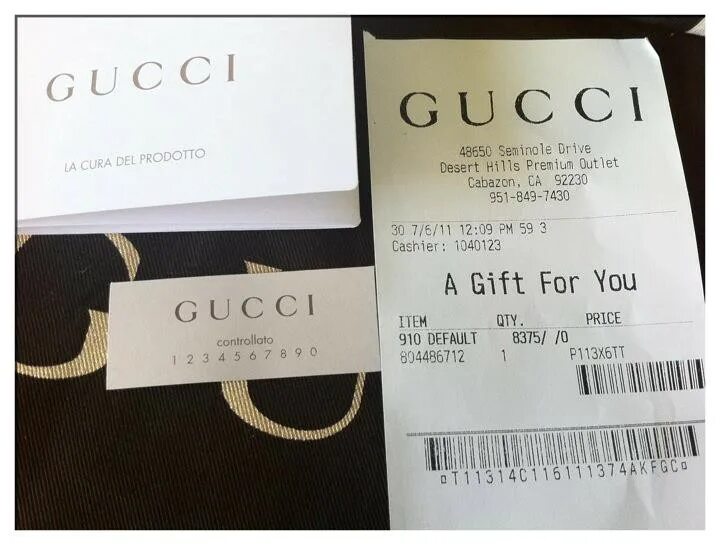 GUCCI
LA CURA DEL PRODOTTO
GUCCI
controllato
1 2 3 4 5 6 7 8 9 0
GUCCI
48650 Seminole Drive
Desert Hills Premium Outlet
Cabazon, CA 92230
951-849-7430
30 7/6/11 12:09 PM 59 3
Cashier: 1040123
A Gift For You
ITEM QTY. PRICE
910 DEFAULT 8375/ /0
804486712 1 P113X6TT
T11314C116111374AKFGC